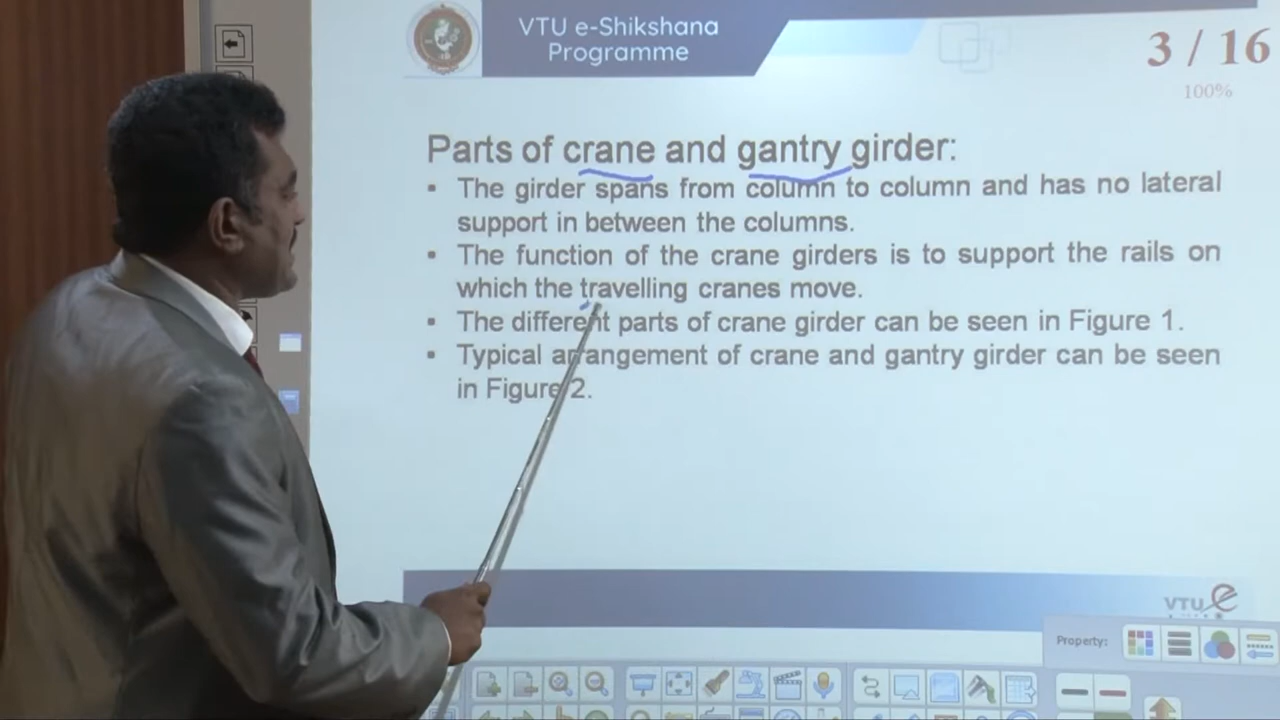 VTU e-Shikshana
Programme
3 / 16
100%
Parts of crane and gantry girder:
▪ The girder spans from column to column and has no lateral
support in between the columns.
▪ The function of the crane girders is to support the rails on
which the travelling cranes move.
▪ The different parts of crane girder can be seen in Figure 1.
▪ Typical arrangement of crane and gantry girder can be seen
in Figure 2.
VTU e
Property: